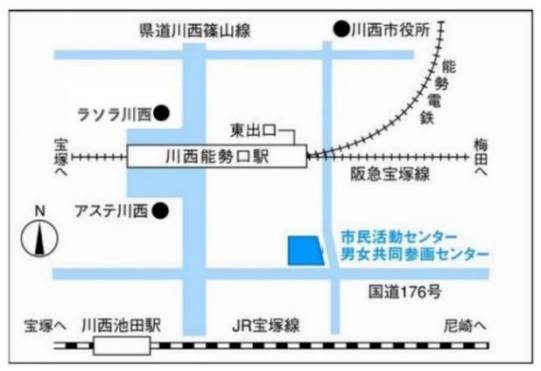 県道川西篠山線
川西市役所
能勢電鉄
ラソラ川西
東出口
宝塚へ
川西能勢口駅
梅田へ
阪急宝塚線
アステ川西
N
市民活動センター
男女共同参画センター
国道176号
宝塚へ
川西池田駅
JR宝塚線
尼崎へ